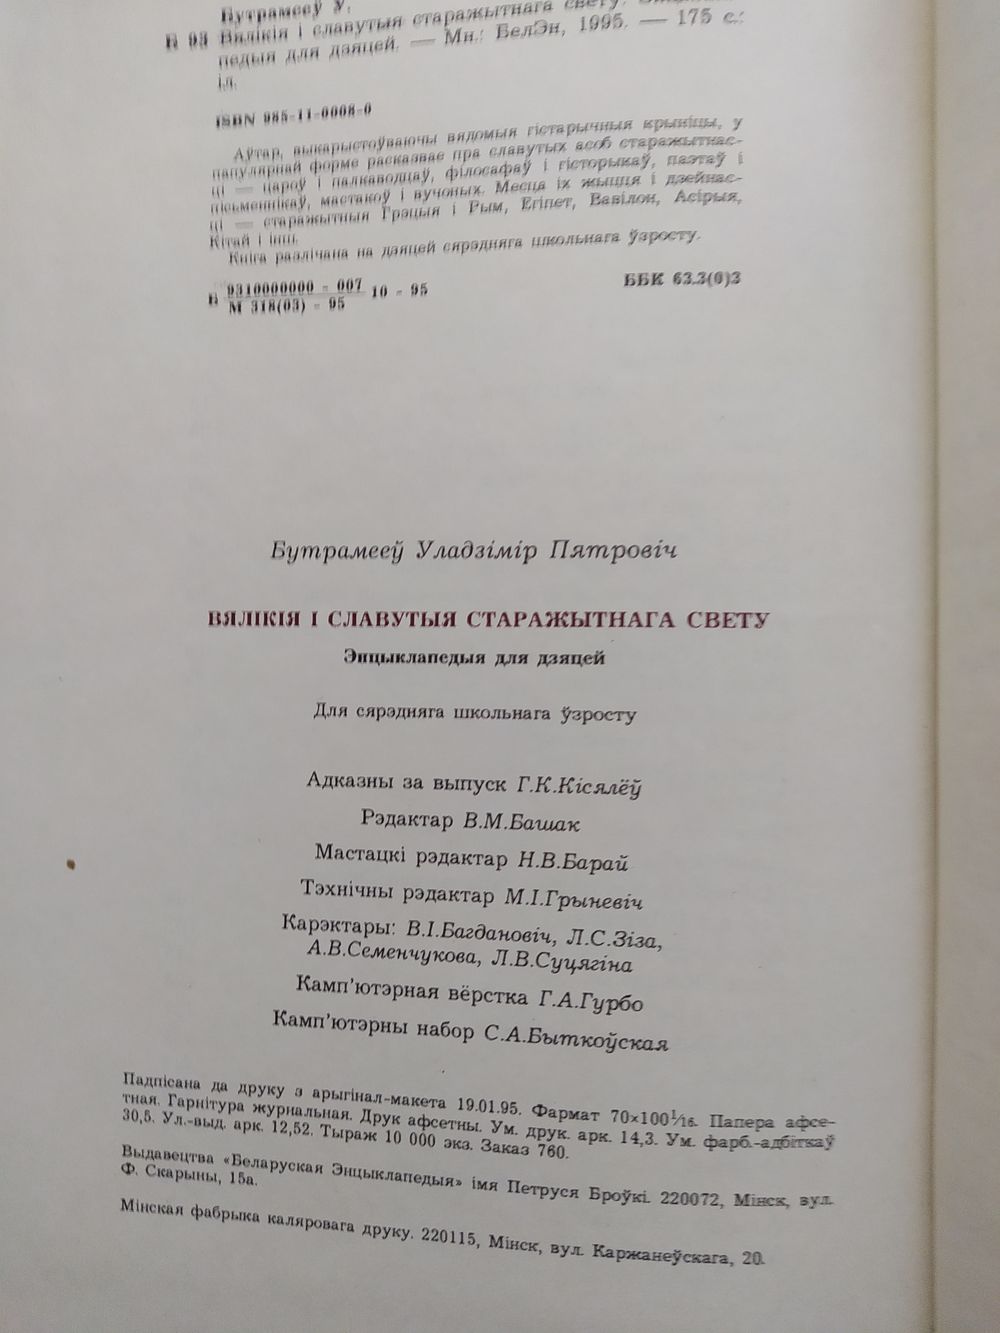 Бутрамееў У.
Б 93 Вялікія і славутыя старажытнага свету:
педыя для дзяцей. — Мн.: БелЭн, 1995. — 175 с.:
іл.
ISBN 985-11-0008-0
Аўтар, выкарыстоўваючы вядомыя гістарычныя крыніцы, у
папулярнай форме расказвае пра славутых асоб старажытнас-
ці — цароў і палкаводцаў, філосафаў і гісторыкаў, паэтаў і
пісьменнікаў, мастакоў і вучоных. Месца іх жыцця і дзейнас-
ці — старажытныя Грэцыя і Рым, Егіпет, Вавілон, Асірыя,
Кітай і інш.
Кніга разлічана на дзяцей сярэдняга школьнага ўзросту.
Б 9310000000 - 007 10 - 95 ББК 63.3(0)3
М 318(03) - 95
Бутрамееў Уладзімір Пятровіч
ВЯЛІКІЯ І СЛАВУТЫЯ СТАРАЖЫТНАГА СВЕТУ
Энцыклапедыя для дзяцей
Для сярэдняга школьнага ўзросту
Адказны за выпуск Г.К.Кісялёў
Рэдактар В.М.Башак
Мастацкі рэдактар Н.В.Барай
Тэхнічны рэдактар М.І.Грыневіч
Карэктары: В.І.Багдановіч, Л.С.Зіза,
А.В.Семенчукова, Л.В.Суцягіна
Камп'ютэрная вёрстка Г.А.Гурбо
Камп'ютэрны набор С.А.Быткоўская
Падпісана да друку з арыгінал-макета 19.01.95. Фармат 70×100 1/16. Папера афсе-
тная. Гарнітура журнальная. Друк афсетны. Ум. друк. арк. 14,3. Ум. фарб.-адбіткаў
30,5. Ул.-выд. арк. 12,52. Тыраж 10 000 экз. Заказ 760.
Выдавецтва «Беларуская Энцыклапедыя» імя Петруся Броўкі. 220072, Мінск, вул.
Ф. Скарыны, 15а.
Мінская фабрыка каляровага друку. 220115, Мінск, вул. Каржанеўскага, 20.